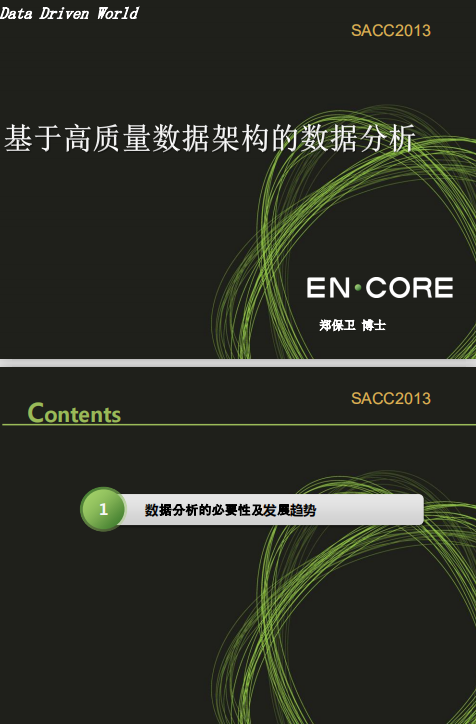 Data Driven World
SACC2013
基于高质量数据架构的数据分析
EN·CORE
郑保卫 博士
SACC2013
Contents
1 数据分析的必要性及发展趋势